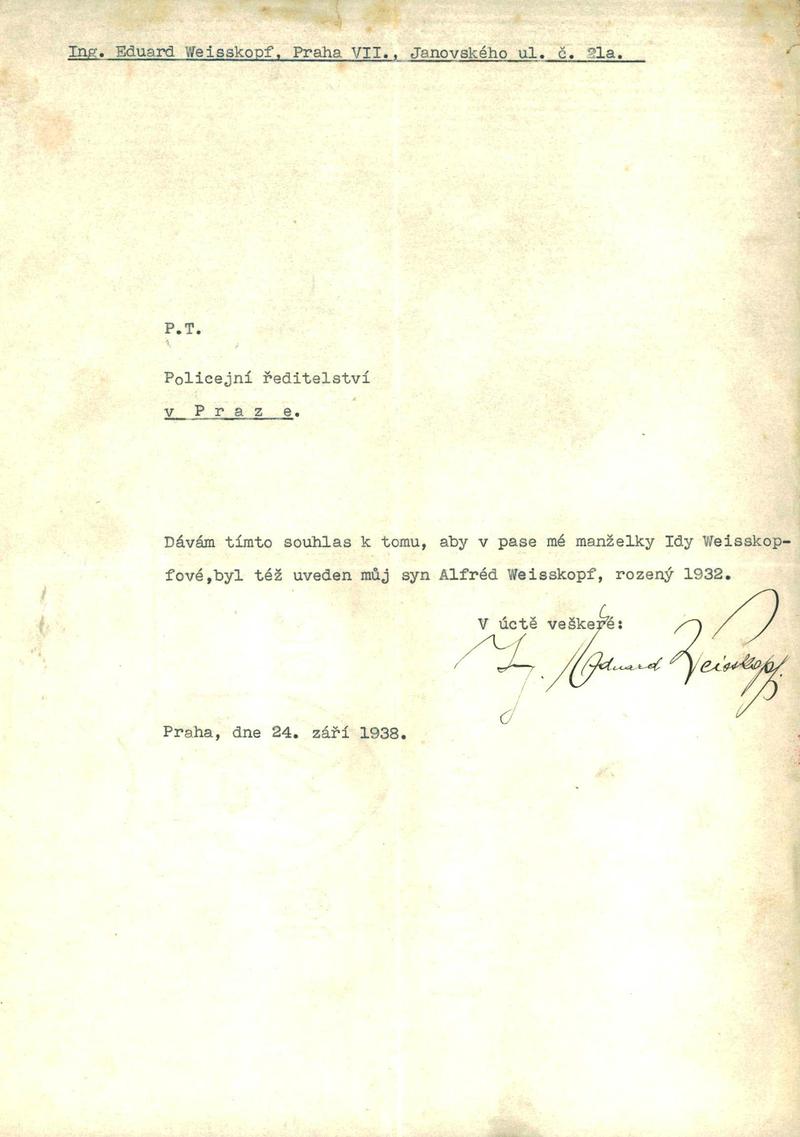 Ing. Eduard Weisskopf, Praha VII., Janovského ul. č. 21a.
P.T.
Policejní ředitelství
v P r a z e.
Dávám tímto souhlas k tomu, aby v pase mé manželky Idy Weisskop-
fové,byl též uveden můj syn Alfréd Weisskopf, rozený 1932.
V úctě veškeré:
Ing. Eduard Weisskopf.
Praha, dne 24. září 1938.